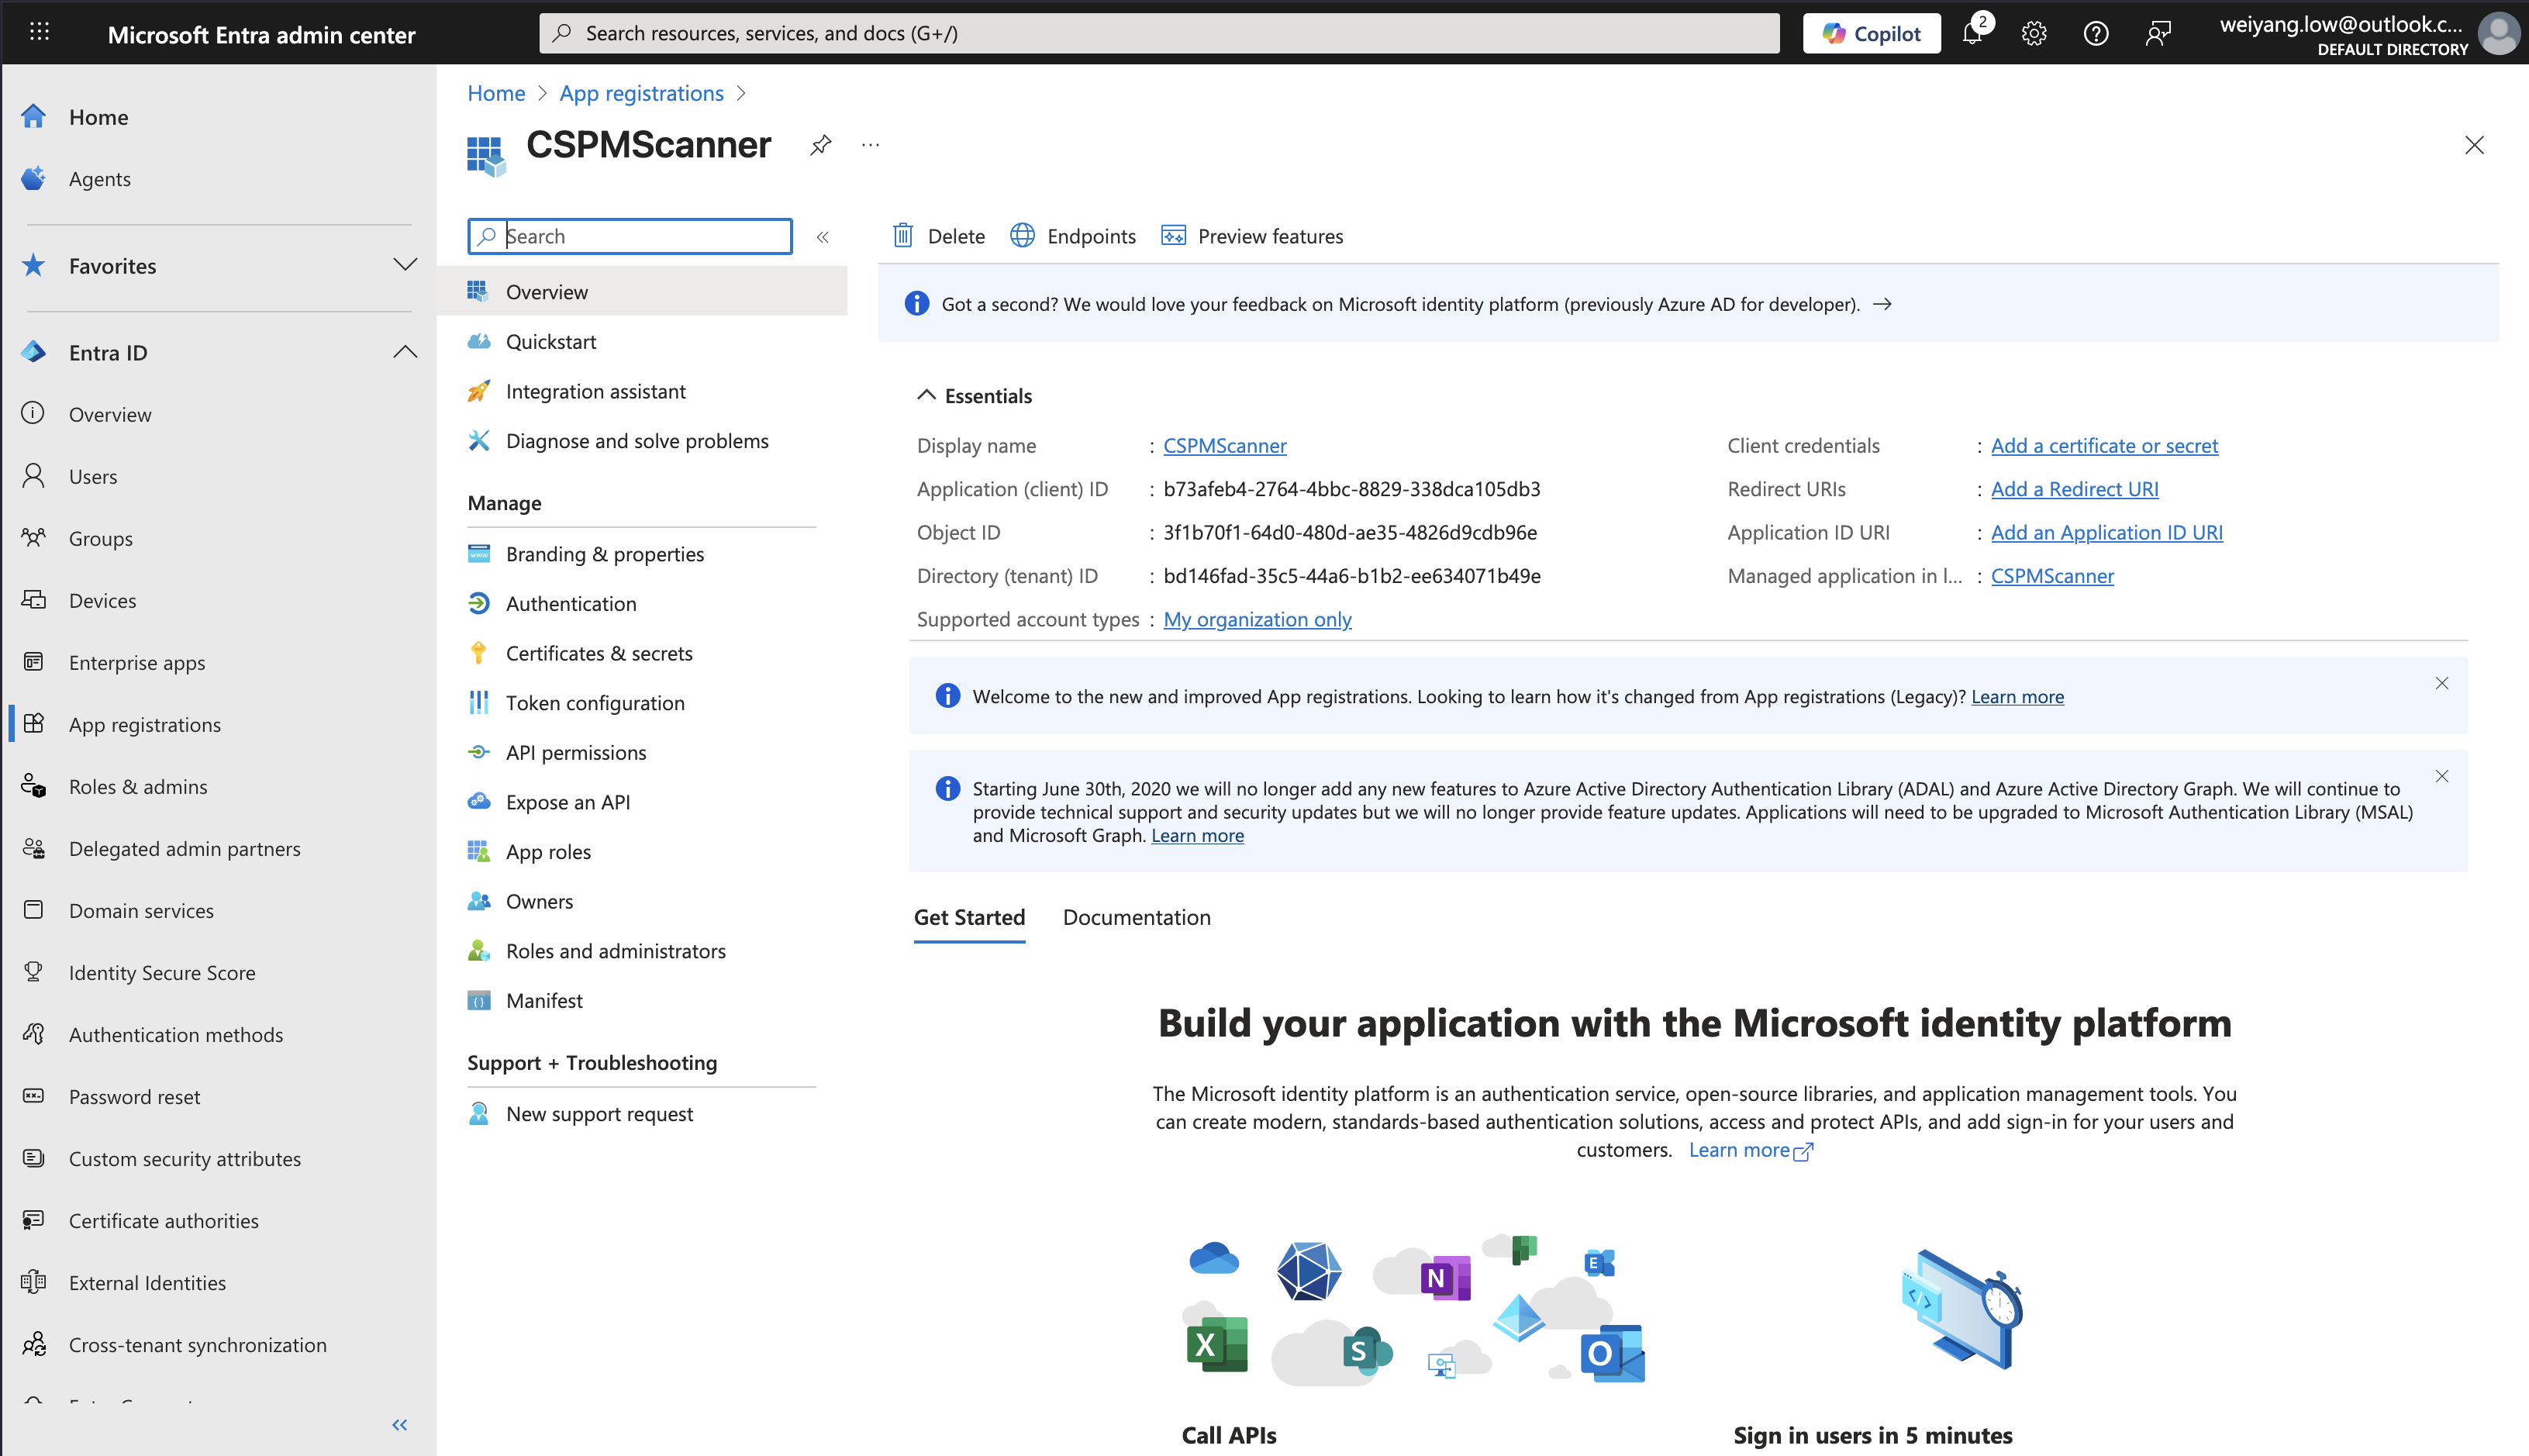 Microsoft Entra admin center
Search resources, services, and docs (G+/)
Copilot
2
weiyang.low@outlook.c...
DEFAULT DIRECTORY
Home
Agents
Favorites
Entra ID
Overview
Users
Groups
Devices
Enterprise apps
App registrations
Roles & admins
Delegated admin partners
Domain services
Identity Secure Score
Authentication methods
Password reset
Custom security attributes
Certificate authorities
External Identities
Cross-tenant synchronization
Home > App registrations >
CSPMScanner
...
Search
Overview
Quickstart
Integration assistant
Diagnose and solve problems
Manage
Branding & properties
Authentication
Certificates & secrets
Token configuration
API permissions
Expose an API
App roles
Owners
Roles and administrators
Manifest
Support + Troubleshooting
New support request
Delete Endpoints Preview features
Got a second? We would love your feedback on Microsoft identity platform (previously Azure AD for developer). →
Essentials
Display name : CSPMScanner
Application (client) ID : b73afeb4-2764-4bbc-8829-338dca105db3
Object ID : 3f1b70f1-64d0-480d-ae35-4826d9cdb96e
Directory (tenant) ID : bd146fad-35c5-44a6-b1b2-ee634071b49e
Supported account types : My organization only
Client credentials : Add a certificate or secret
Redirect URIs : Add a Redirect URI
Application ID URI : Add an Application ID URI
Managed application in l... : CSPMScanner
Welcome to the new and improved App registrations. Looking to learn how it's changed from App registrations (Legacy)? Learn more
Starting June 30th, 2020 we will no longer add any new features to Azure Active Directory Authentication Library (ADAL) and Azure Active Directory Graph. We will continue to
provide technical support and security updates but we will no longer provide feature updates. Applications will need to be upgraded to Microsoft Authentication Library (MSAL)
and Microsoft Graph. Learn more
Get Started Documentation
Build your application with the Microsoft identity platform
The Microsoft identity platform is an authentication service, open-source libraries, and application management tools. You
can create modern, standards-based authentication solutions, access and protect APIs, and add sign-in for your users and
customers. Learn more
N
E
X
S
O
Call APIs
Sign in users in 5 minutes